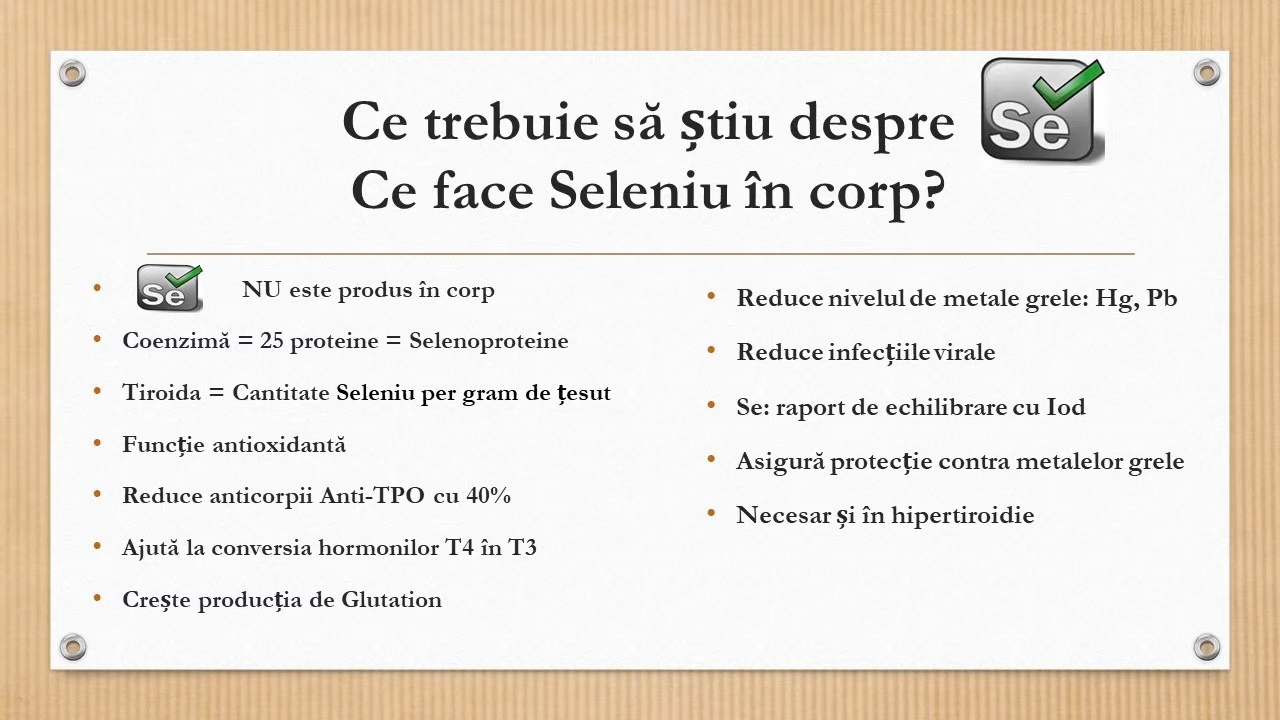 Ce trebuie să știu despre
Se
Ce face Seleniu în corp?
Se NU este produs în corp
Coenzimă = 25 proteine = Selenoproteine
Tiroida = Cantitate Seleniu per gram de țesut
Funcție antioxidantă
Reduce anticorpii Anti-TPO cu 40%
Ajută la conversia hormonilor T4 în T3
Crește producția de Glutation
Reduce nivelul de metale grele: Hg, Pb
Reduce infecțiile virale
Se: raport de echilibrare cu Iod
Asigură protecție contra metalelor grele
Necesar și în hipertiroidie